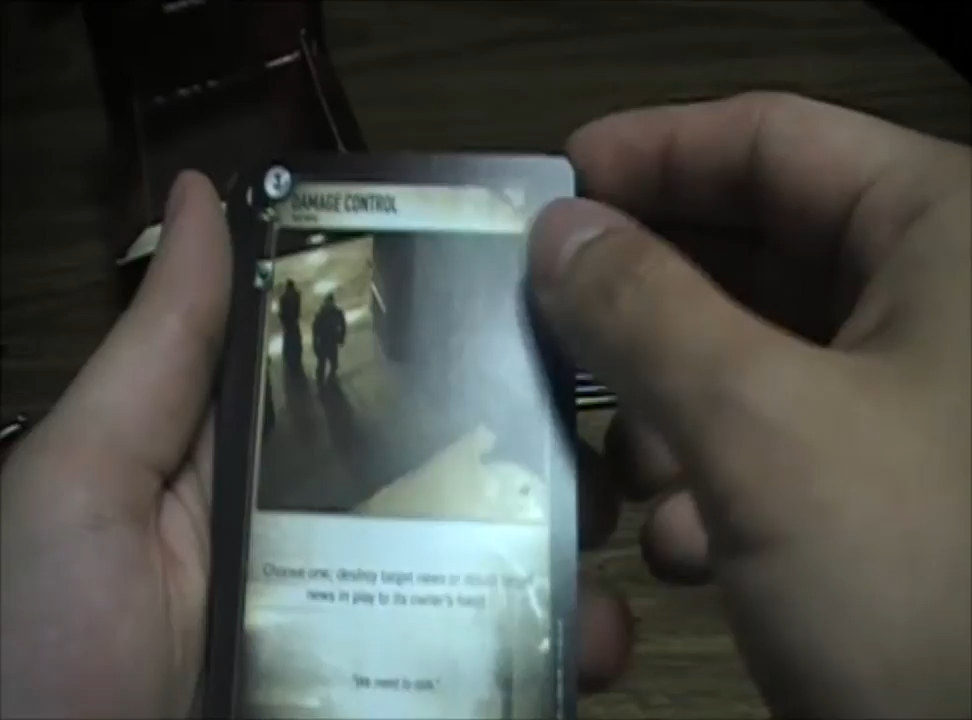 DAMAGE CONTROL
Choose one; destroy target news or target
news in play to its owner's hand
"We need to talk."